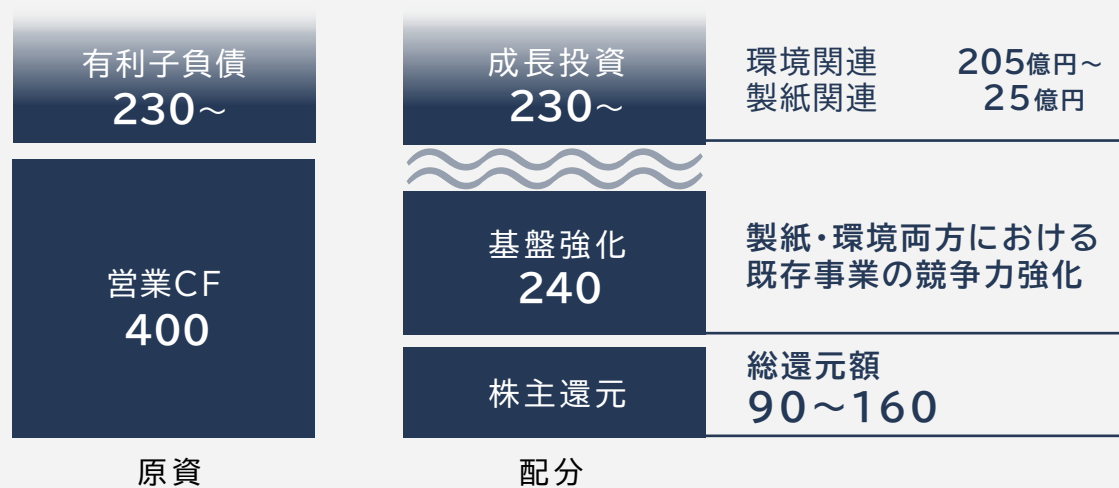 有利子負債
230～
営業CF
400
原資
成長投資
230～
基盤強化
240
株主還元
配分
環境関連 205億円～
製紙関連 25億円
製紙・環境両方における
既存事業の競争力強化
総還元額
90～160